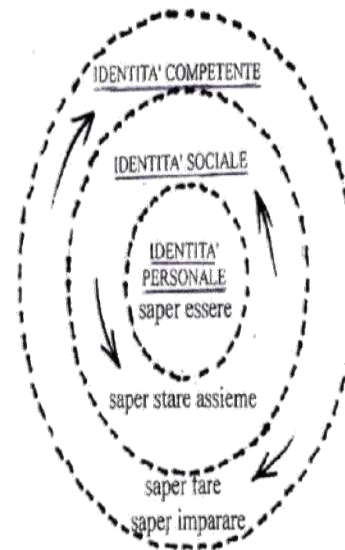 IDENTITA' COMPETENTE
IDENTITA' SOCIALE
IDENTITA'
PERSONALE
saper essere
saper stare assieme
saper fare
saper imparare